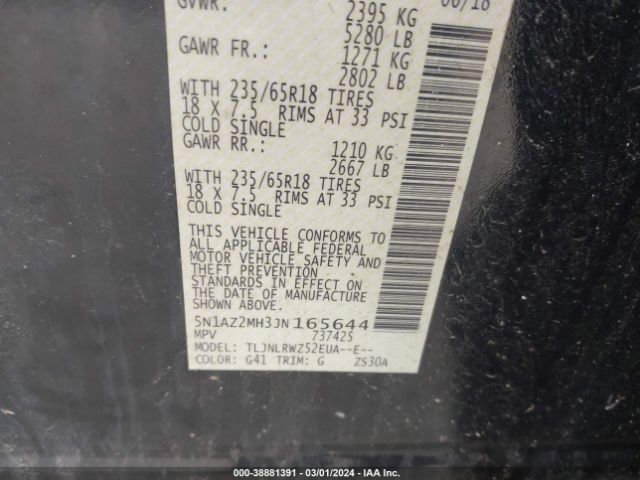 GVWR:
06/18
2395 KG
5280 LB
GAWR FR.:
1271 KG
2802 LB
WITH 235/65R18 TIRES
18 X 7.5 RIMS AT 33 PSI
COLD SINGLE
GAWR RR.:
1210 KG
2667 LB
WITH 235/65R18 TIRES
18 X 7.5 RIMS AT 33 PSI
COLD SINGLE
THIS VEHICLE CONFORMS TO
ALL APPLICABLE FEDERAL
MOTOR VEHICLE SAFETY AND
THEFT PREVENTION
STANDARDS IN EFFECT ON
THE DATE OF MANUFACTURE
SHOWN ABOVE.
5N1AZ2MH3JN165644
MPV 737425
MODEL: TLJNLRWZ52EUA--E--
COLOR: G41 TRIM: G ZS30A
000-38881391 — 03/01/2024 — IAA Inc.